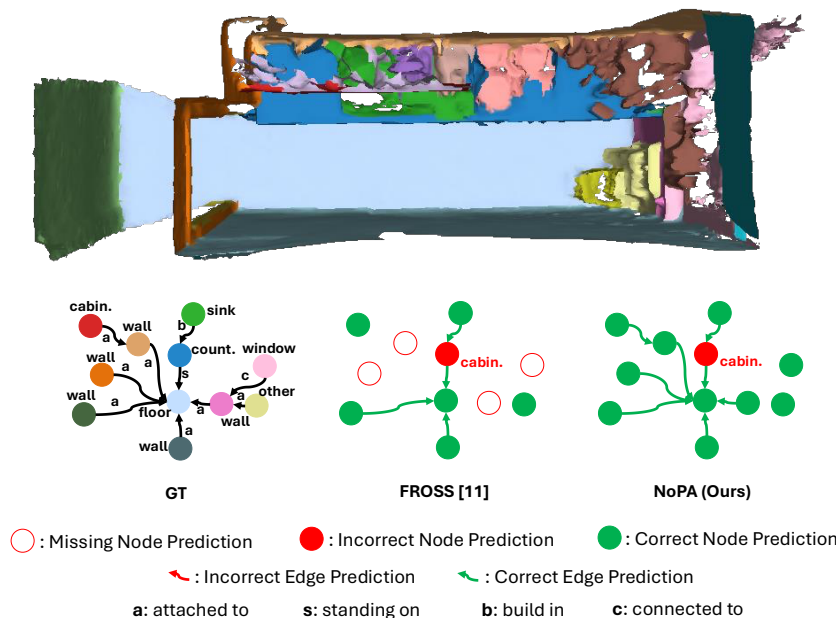 cabin.
sink
a
wall
b
wall
a
count.
window
a
s
c
wall
a
floor
a
a
other
wall
wall
a
cabin.
cabin.
GT
FROSS [11]
NoPA (Ours)
: Missing Node Prediction
: Incorrect Node Prediction
: Correct Node Prediction
: Incorrect Edge Prediction
: Correct Edge Prediction
a: attached to
s: standing on
b: build in
c: connected to